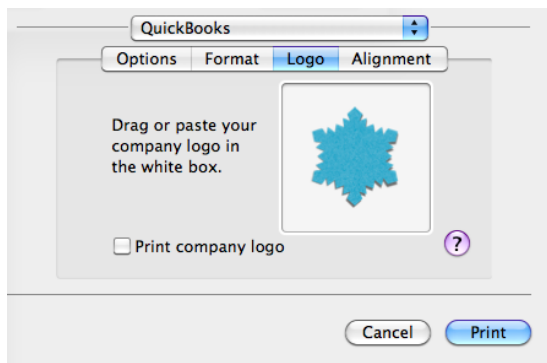 QuickBooks
Options Format Logo Alignment
Drag or paste your
company logo in
the white box.
Print company logo
?
Cancel Print